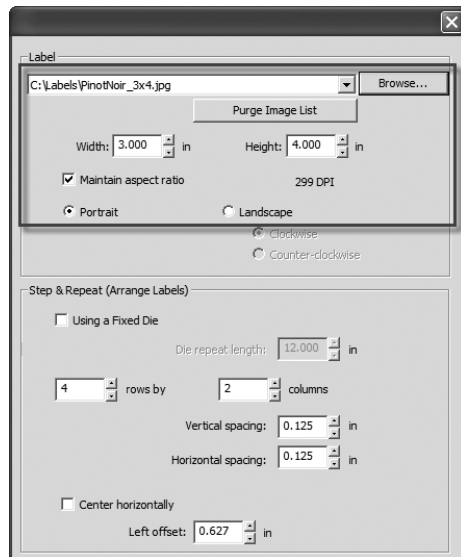 Label
C:\Labels\PinotNoir_3x4.jpg Browse...
Purge Image List
Width: 3.000 in Height: 4.000 in
Maintain aspect ratio 299 DPI
Portrait Landscape
Clockwise
Counter-clockwise
Step & Repeat (Arrange Labels)
Using a Fixed Die
Die repeat length: 12.000 in
4 rows by 2 columns
Vertical spacing: 0.125 in
Horizontal spacing: 0.125 in
Center horizontally
Left offset: 0.627 in